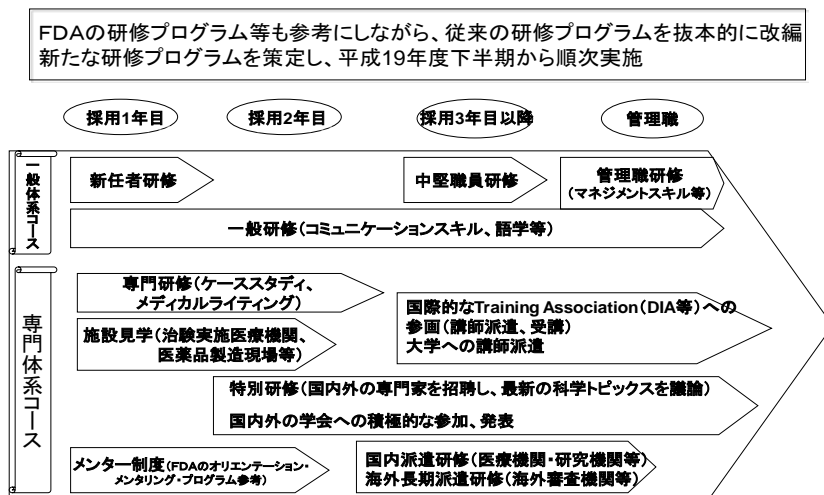 FDAの研修プログラム等も参考にしながら、従来の研修プログラムを抜本的に改編
新たな研修プログラムを策定し、平成19年度下半期から順次実施
採用1年目
採用2年目
採用3年目以降
管理職
一般体系コース
新任者研修
中堅職員研修
管理職研修
(マネジメントスキル等)
一般研修(コミュニケーションスキル、語学等)
専門体系コース
専門研修(ケーススタディ、
メディカルライティング)
施設見学(治験実施医療機関、
医薬品製造現場等)
国際的なTraining Association(DIA等)への
参画(講師派遣、受講)
大学への講師派遣
特別研修(国内外の専門家を招聘し、最新の科学トピックスを議論)
国内外の学会への積極的な参加、発表
メンター制度(FDAのオリエンテーション・
メンタリング・プログラム参考)
国内派遣研修(医療機関・研究機関等)
海外長期派遣研修(海外審査機関等)